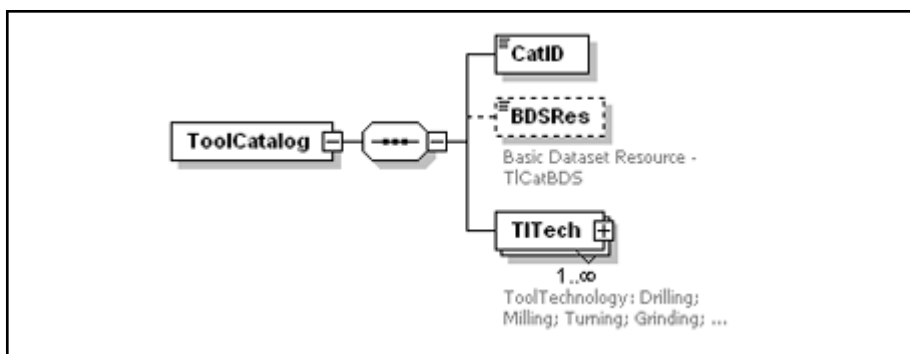 CatID
BDSRes
Basic Dataset Resource -
TlCatBDS
ToolCatalog
TlTech
1..∞
ToolTechnology: Drilling;
Milling; Turning; Grinding; ...